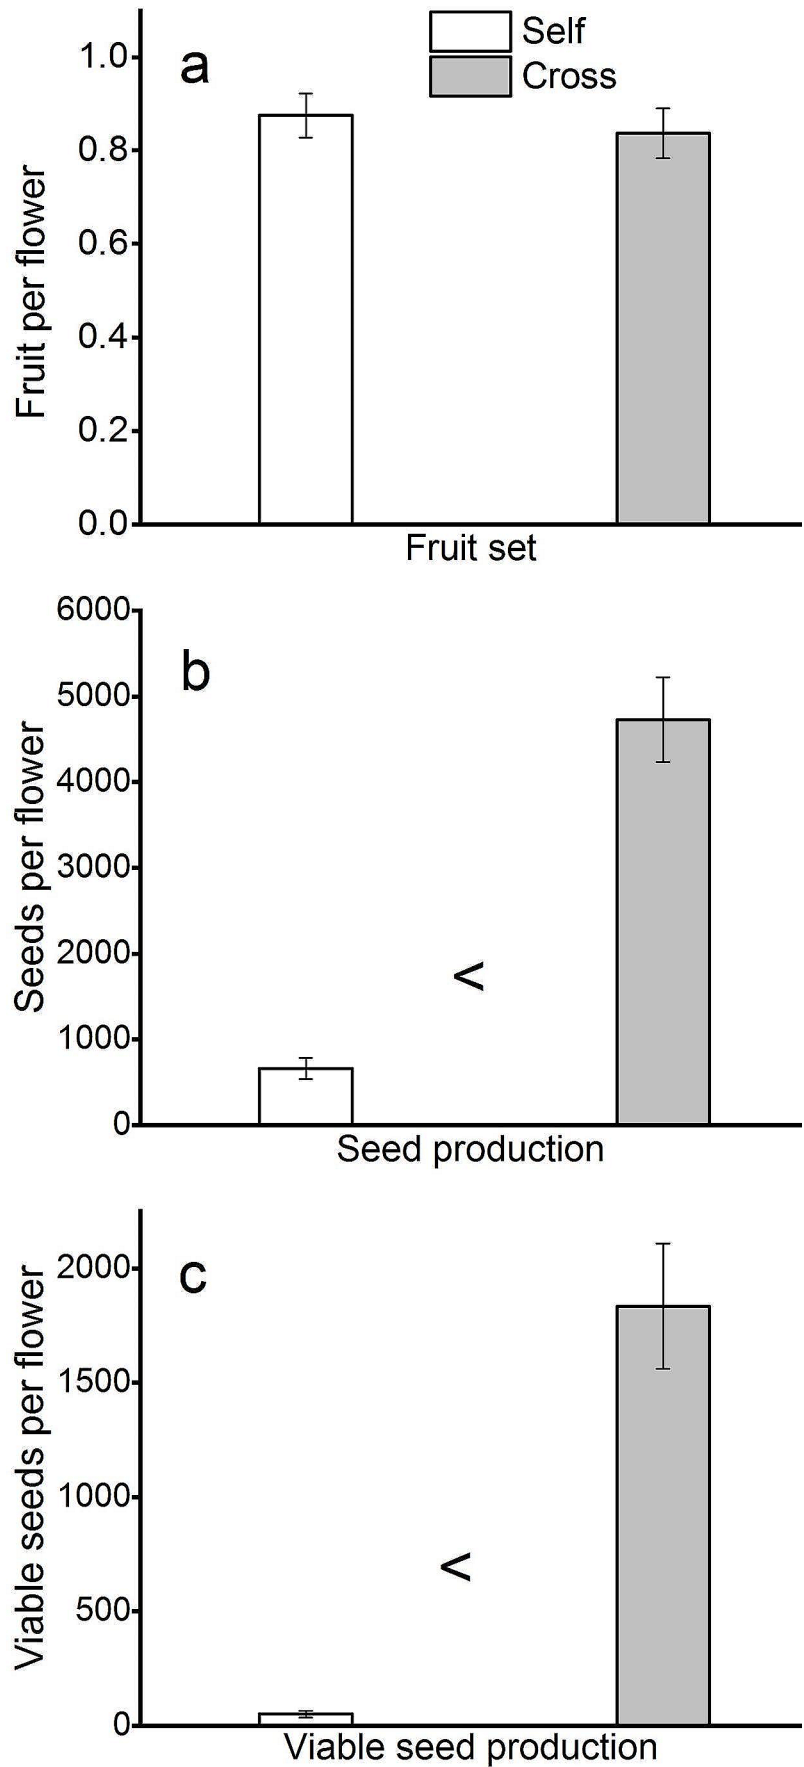 Self
Cross
a
1.0
0.8
0.6
0.4
0.2
0.0
Fruit per flower
Fruit set
b
6000
5000
4000
3000
2000
1000
0
Seeds per flower
<
Seed production
c
2000
1500
1000
500
0
Viable seeds per flower
<
Viable seed production